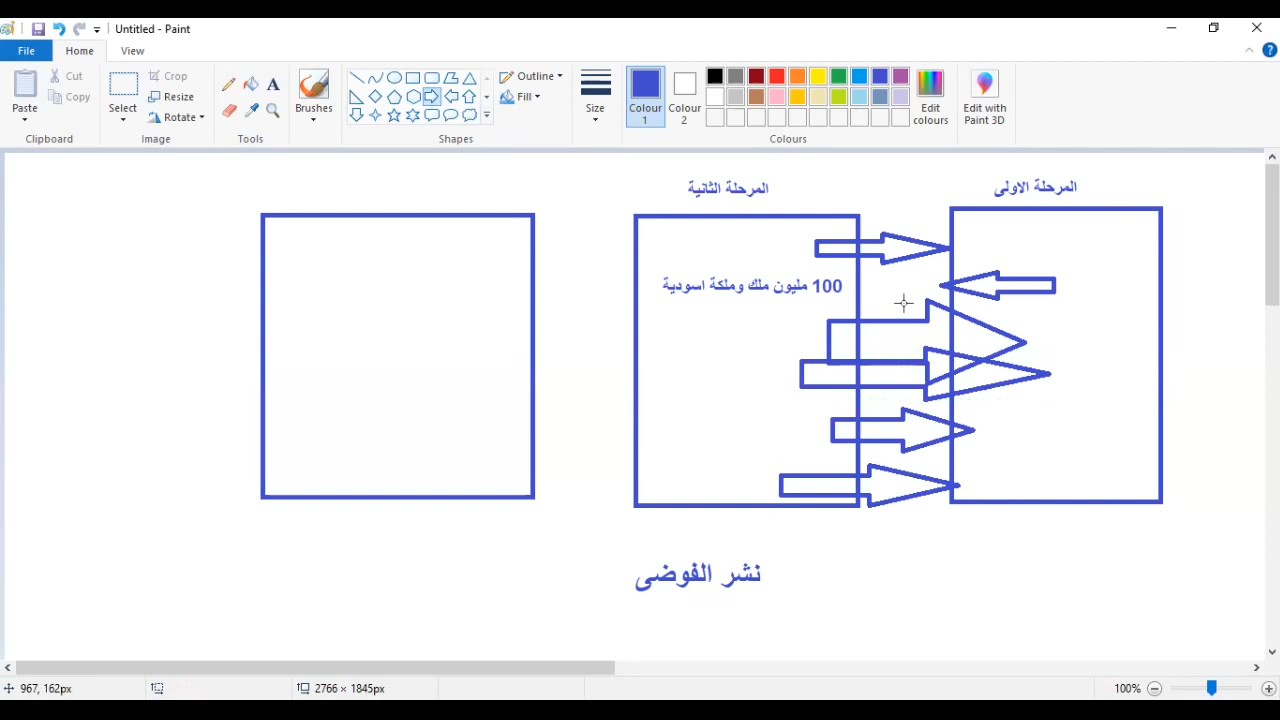 Untitled - Paint
File
Home
View
Paste
Cut
Copy
Clipboard
Select
Crop
Resize
Rotate
Image
Tools
Brushes
Shapes
Outline
Fill
Size
Colour 1
Colour 2
Edit colours
Edit with Paint 3D
Colours
المرحلة الاولى
المرحلة الثانية
100 مليون ملك وملكة اسودية
نشر الفوضى
967, 162px
2766 × 1845px
100%